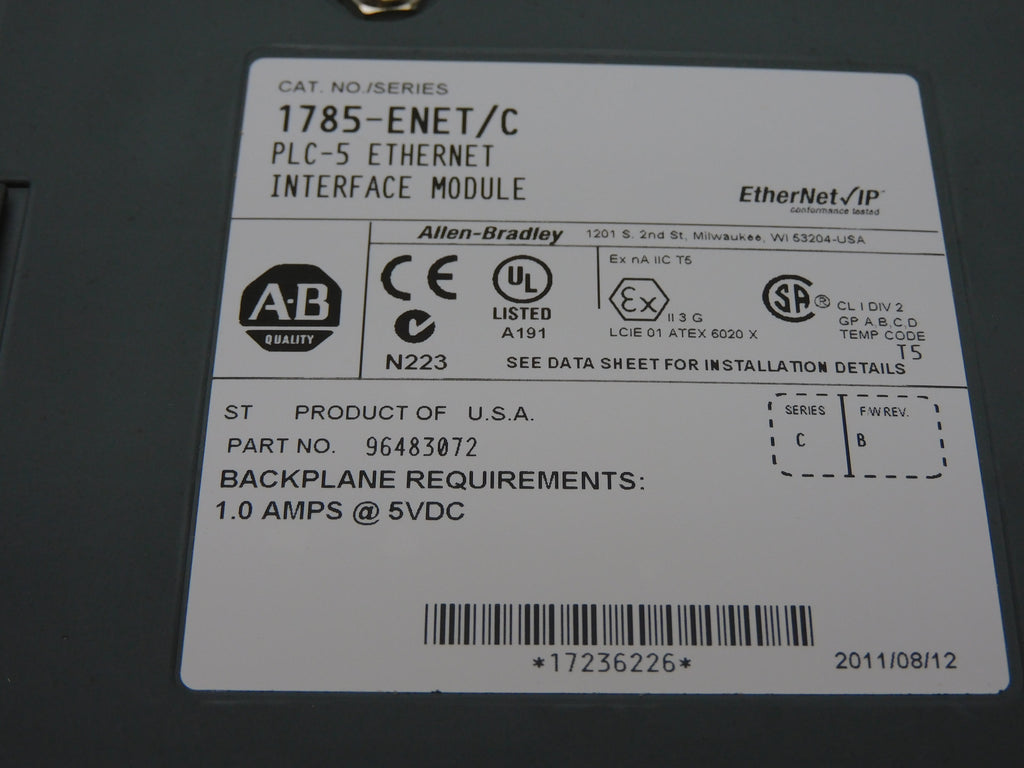 CAT. NO./SERIES
1785-ENET/C
PLC-5 ETHERNET
INTERFACE MODULE
EtherNet/IP
conformance tested
Allen-Bradley 1201 S. 2nd St, Milwaukee, WI 53204-USA
A-B
QUALITY
CE
N223
UL
LISTED
A191
Ex nA IIC T5
Ex
II 3 G
LCIE 01 ATEX 6020 X
SA ®
CL I DIV 2
GP A,B,C,D
TEMP CODE
T5
SEE DATA SHEET FOR INSTALLATION DETAILS
ST PRODUCT OF U.S.A.
PART NO. 96483072
BACKPLANE REQUIREMENTS:
1.0 AMPS @ 5VDC
SERIES F/W REV.
C B
*17236226*
2011/08/12